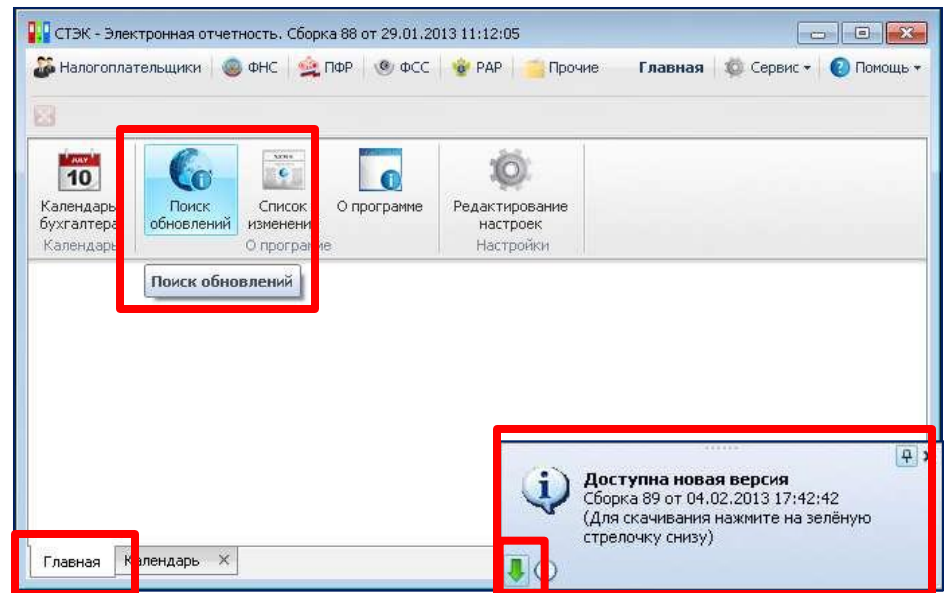 СТЭК - Электронная отчетность. Сборка 88 от 29.01.2013 11:12:05
Налогоплательщики ФНС ПФР ФСС РАР Прочие Главная Сервис Помощь
JULY
10
NEWS
Календарь Поиск Список О программе Редактирование
бухгалтера обновлений изменени настроек
Календарь О программе Настройки
Поиск обновлений
Доступна новая версия
Сборка 89 от 04.02.2013 17:42:42
(Для скачивания нажмите на зелёную
стрелочку снизу)
Главная Календарь